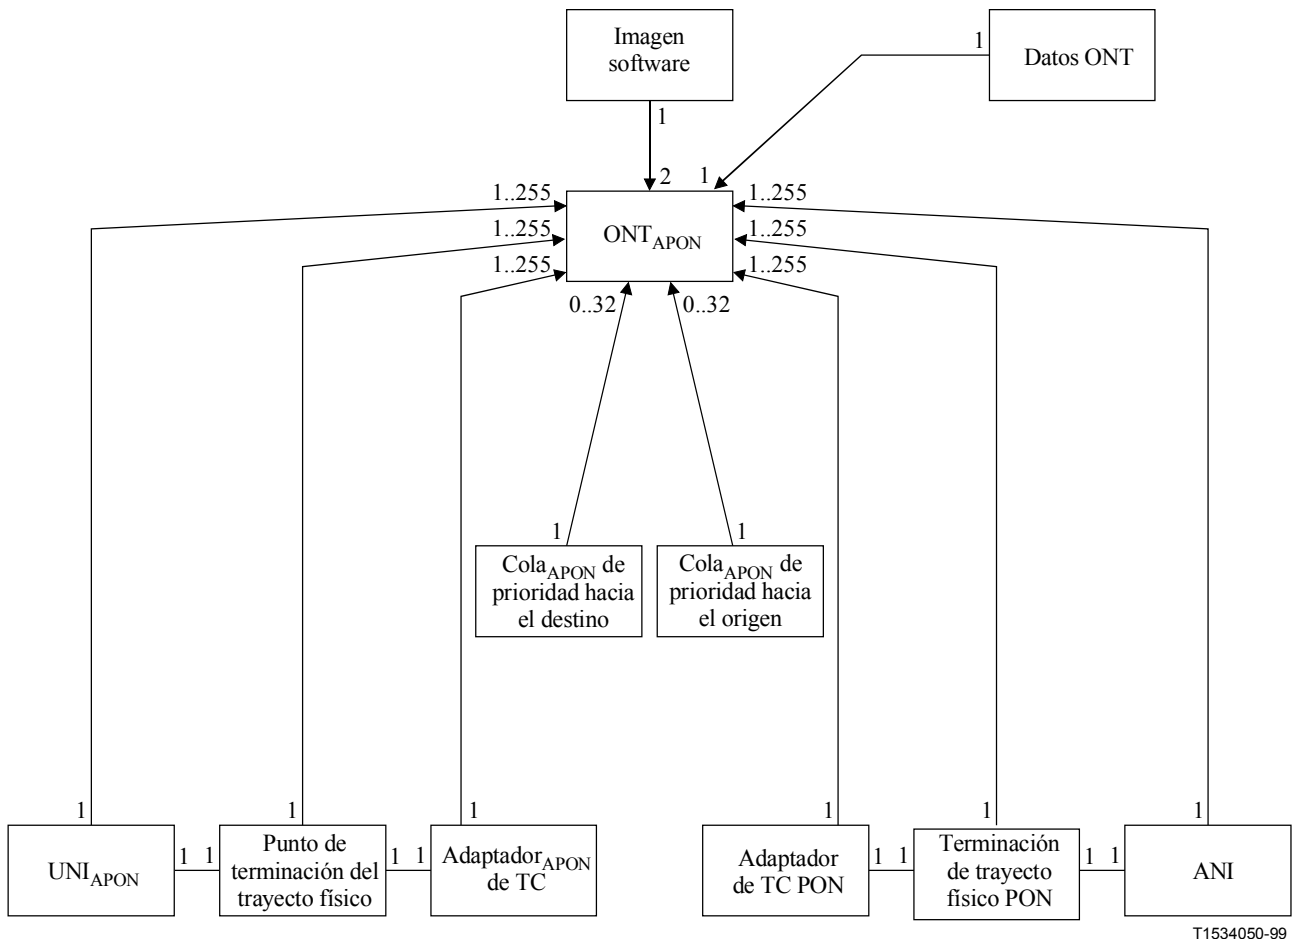 Imagen
software
1
Datos ONT
1
2
1
1..255
1..255
1..255
1..255
1..255
1..255
ONTAPON
0..32
0..32
1
1
ColaAPON de
prioridad hacia
el destino
ColaAPON de
prioridad hacia
el origen
1
1
1
1
1
1
UNIAPON
1
1
Punto de
terminación del
trayecto físico
1
1
AdaptadorAPON
de TC
Adaptador
de TC PON
1
1
Terminación
de trayecto
físico PON
1
1
ANI
T1534050-99